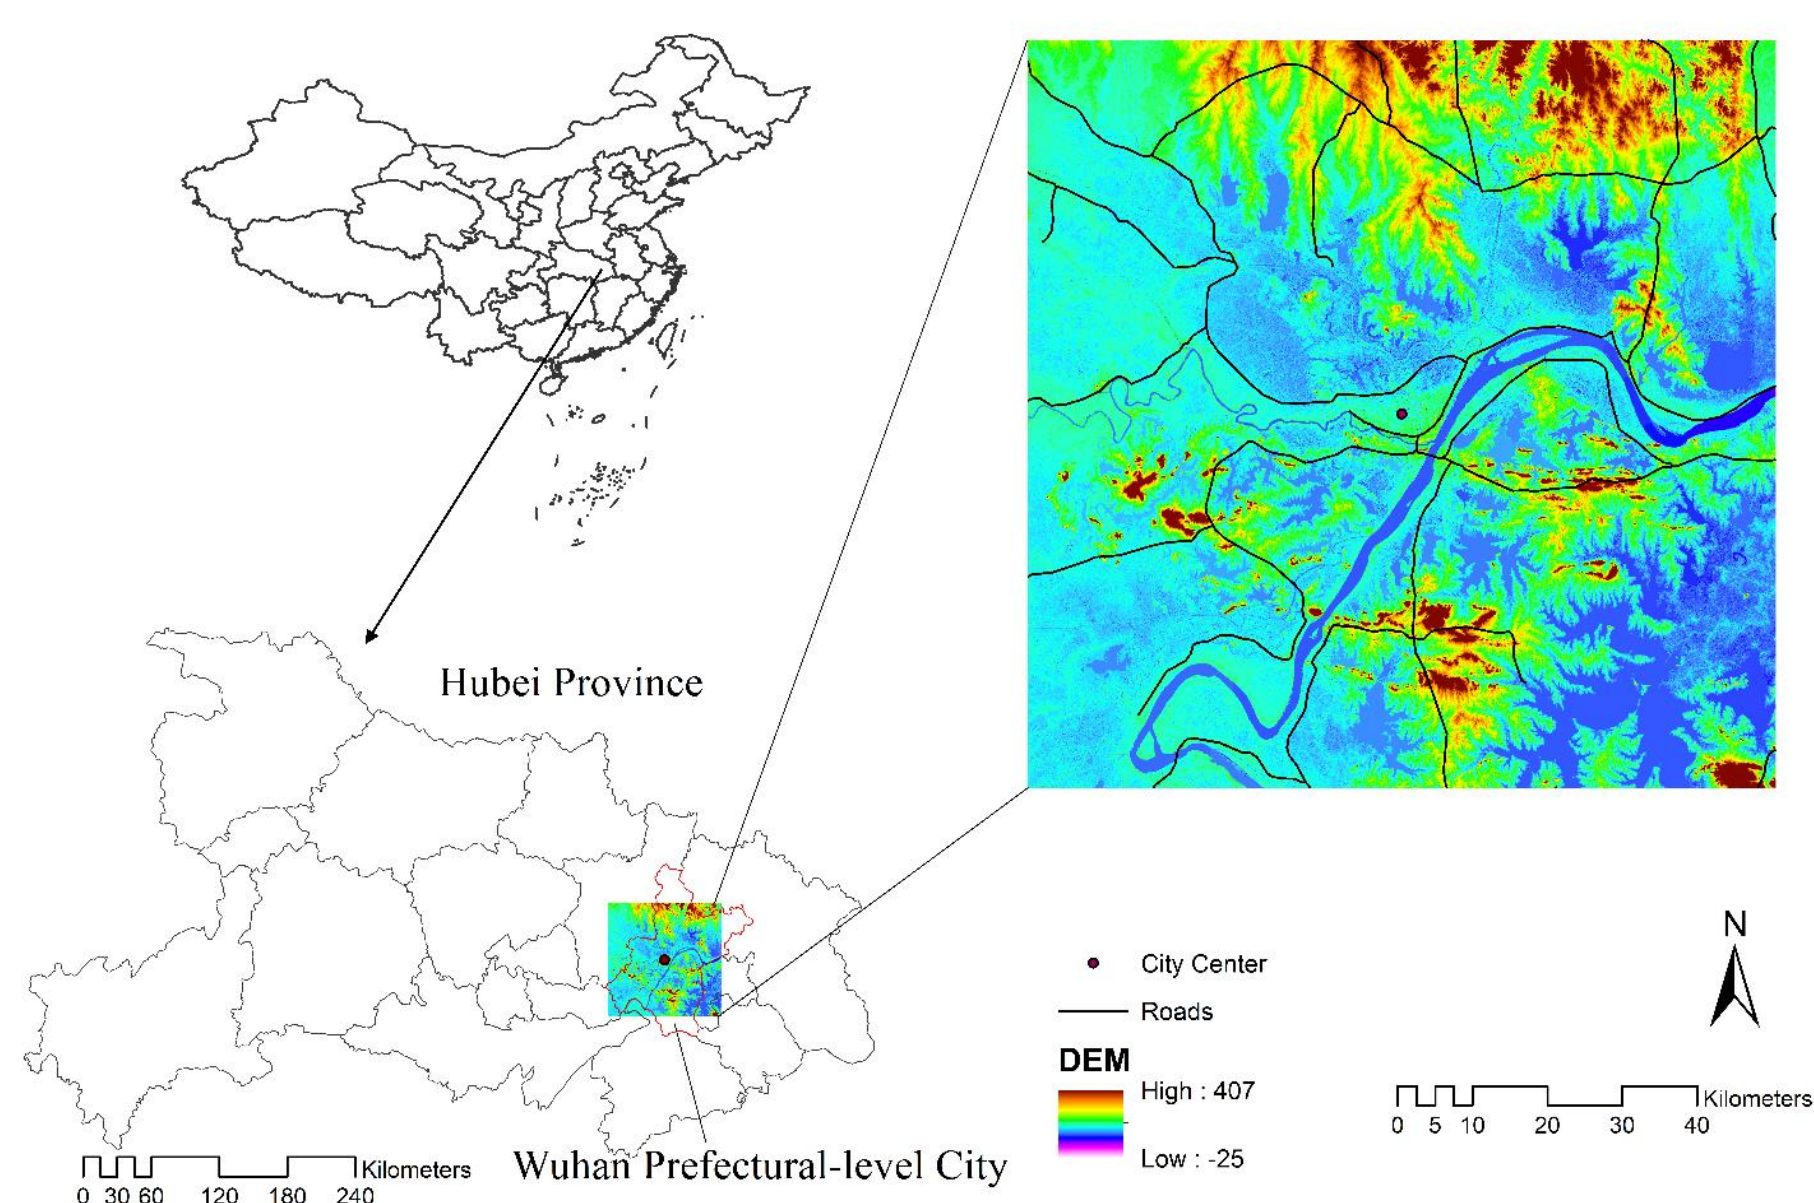 Hubei Province
N
City Center
Roads
DEM
High : 407
Low : -25
Kilometers
0 5 10 20 30 40
Kilometers
0 30 60 120 180 240
Wuhan Prefectural-level City